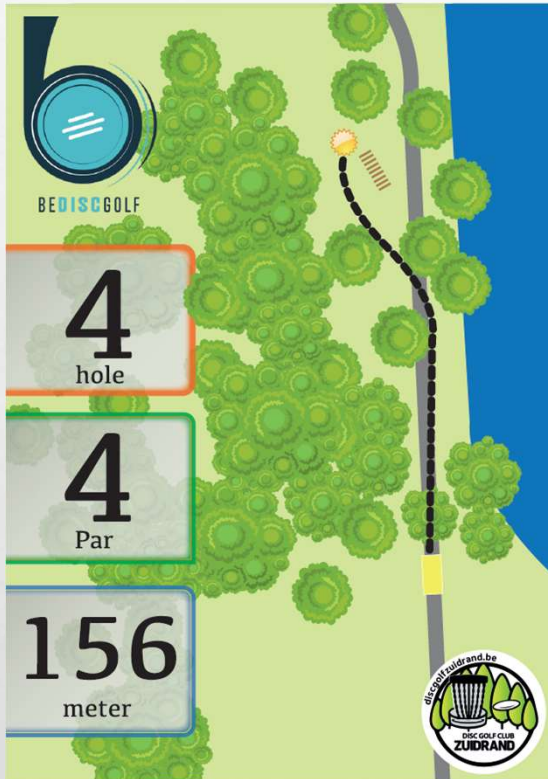 BEDISCGOLF
4
hole
4
Par
156
meter
discgolfzuidrand.be
DISC GOLF CLUB
ZUIDRAND